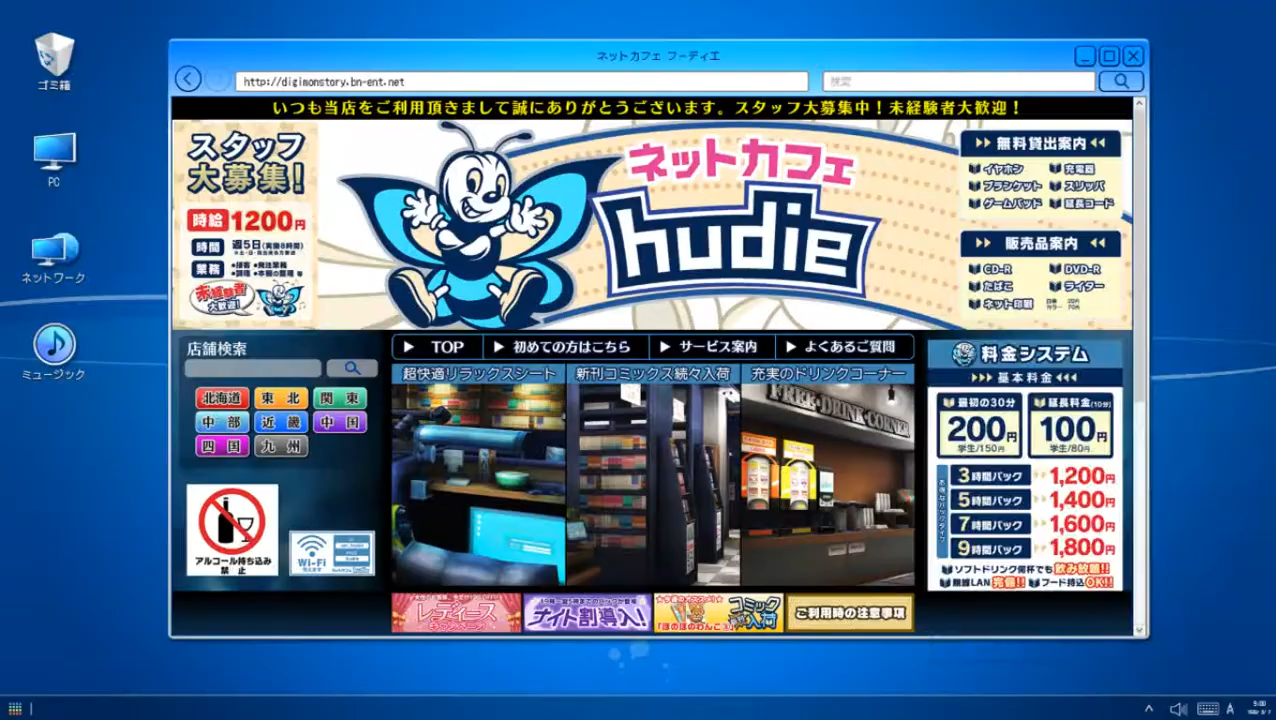 ゴミ箱
PC
ネットワーク
ミュージック
ネットカフェ フーディエ
http://digimonstory.bn-ent.net
検索
いつも当店をご利用頂きまして誠にありがとうございます。スタッフ大募集中!未経験者大歓迎!
スタッフ
大募集!
時給1200円
時間 週5日(実働8時間)
業務
未経験者
大歓迎!
ネットカフェ
hudie
無料貸出案内
イヤホン 充電器
ブランケット スリッパ
ゲームパッド 延長コード
販売品案内
CD-R DVD-R
たばこ ライター
ネット印刷
店舗検索
北海道 東北 関東
中部 近畿 中国
四国 九州
アルコール持ち込み
禁止
Wi-Fi
TOP 初めての方はこちら サービス案内 よくあるご質問
超快適リラックスシート 新刊コミックス続々入荷 充実のドリンクコーナー
FREE・DRINK・CORNER
レディース
ナイト割導入!
コミック
入荷
ご利用時の注意事項
料金システム
基本料金
最初の30分 延長料金(10分)
200円 100円
学生/150円 学生/80円
3時間パック 1,200円
5時間パック 1,400円
7時間パック 1,600円
9時間パック 1,800円
ソフトドリンク何杯でも飲み放題!!
無線LAN完備!! フード持込OK!!
A
9:00